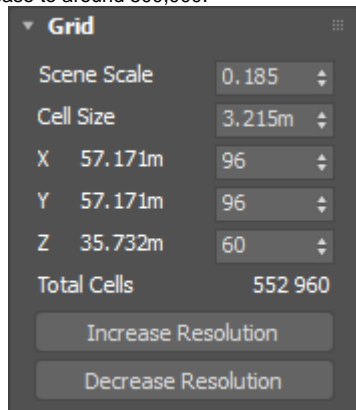 Grid
Scene Scale 0.185
Cell Size 3.215m
X 57.171m 96
Y 57.171m 96
Z 35.732m 60
Total Cells 552 960
Increase Resolution
Decrease Resolution